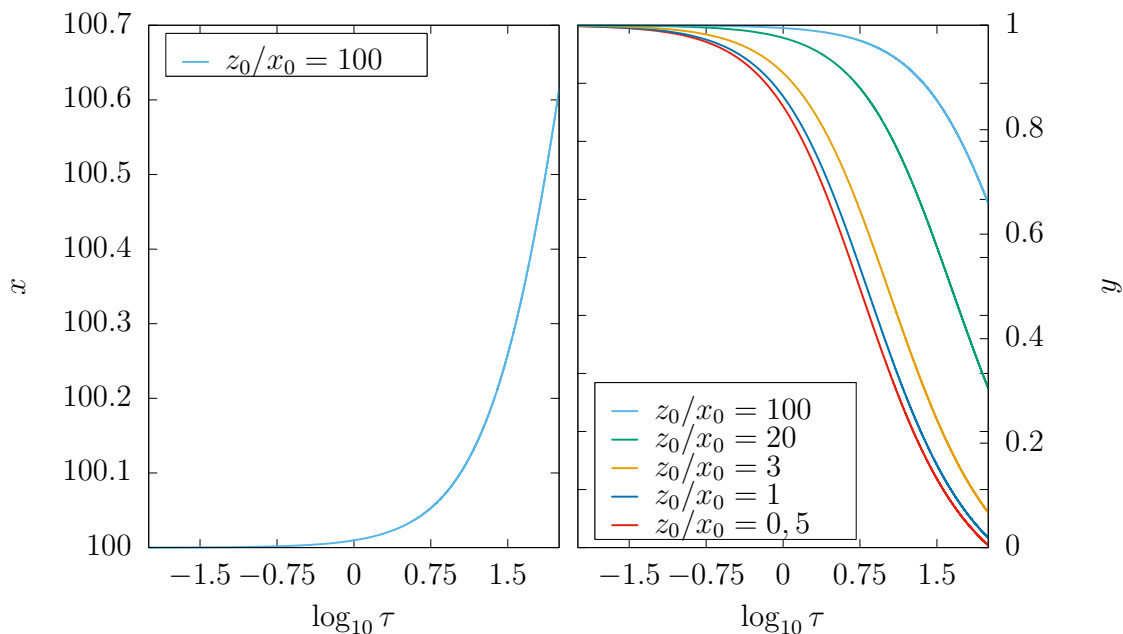 100.7
100.6
100.5
100.4
100.3
100.2
100.1
100
x
z₀/x₀ = 100
−1.5 −0.75 0 0.75 1.5
log₁₀ τ
z₀/x₀ = 100
z₀/x₀ = 20
z₀/x₀ = 3
z₀/x₀ = 1
z₀/x₀ = 0, 5
−1.5 −0.75 0 0.75 1.5
log₁₀ τ
1
0.8
0.6
0.4
0.2
0
y